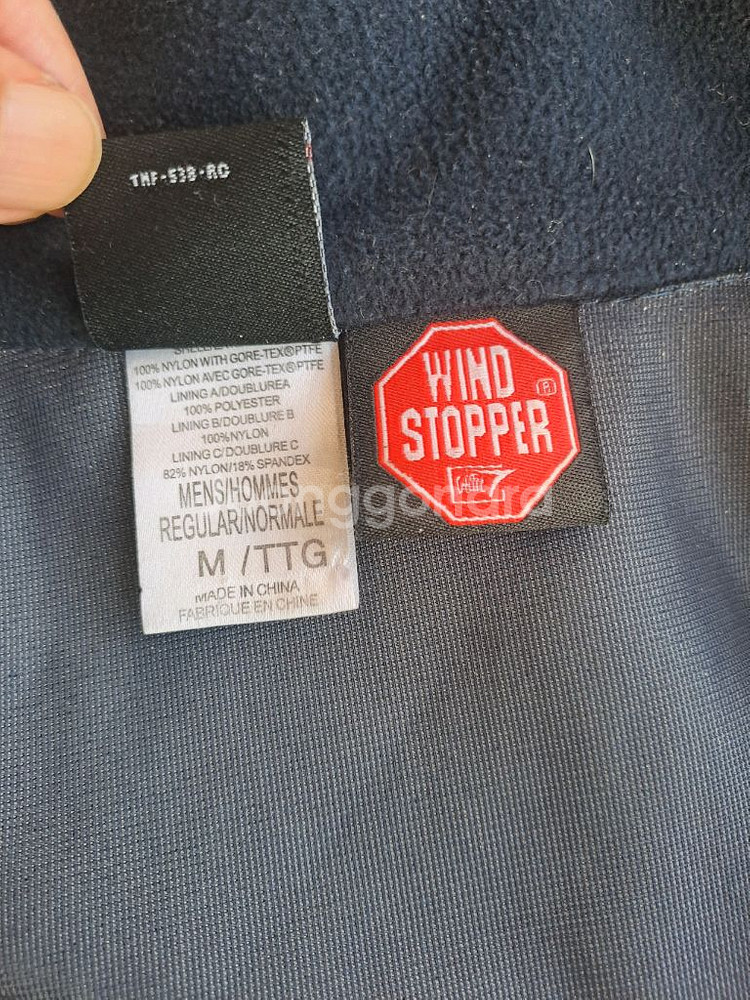 TNF-538-RO
100% NYLON WITH GORE-TEX®PTFE
100% NYLON AVEC GORE-TEX®PTFE
LINING A/DOUBLUREA
100% POLYESTER
LINING B/DOUBLURE B
100%NYLON
LINING C/DOUBLURE C
82% NYLON/18% SPANDEX
MENS/HOMMES
REGULAR/NORMALE
M /TTG
MADE IN CHINA
FABRIQUE EN CHINE
WIND
STOPPER
®